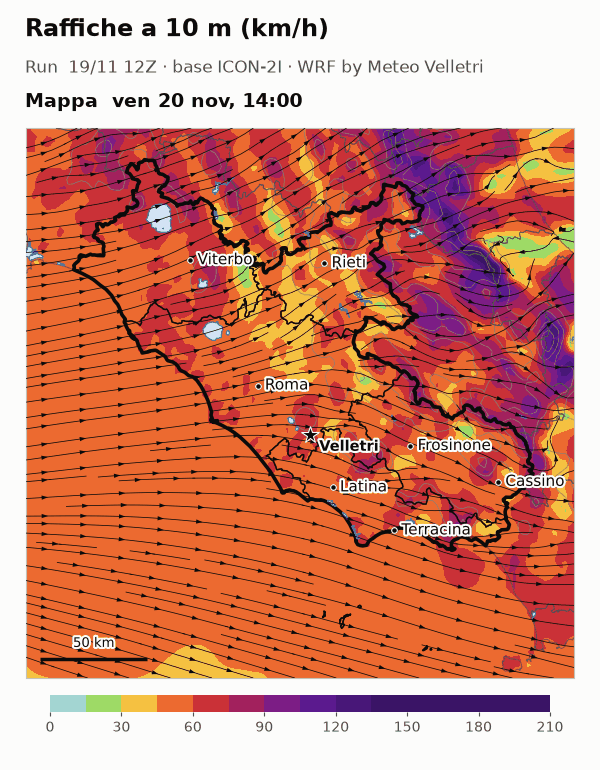 Raffiche a 10 m (km/h)
Run 19/11 12Z · base ICON-2I · WRF by Meteo Velletri
Mappa ven 20 nov, 14:00
Viterbo
Rieti
Roma
Velletri
Frosinone
Cassino
Latina
Terracina
50 km
0 30 60 90 120 150 180 210